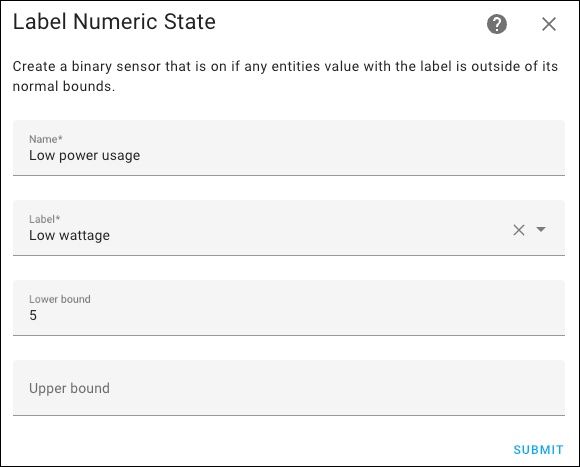 Label Numeric State
Create a binary sensor that is on if any entities value with the label is outside of its
normal bounds.
Name*
Low power usage
Label*
Low wattage
Lower bound
5
Upper bound
SUBMIT